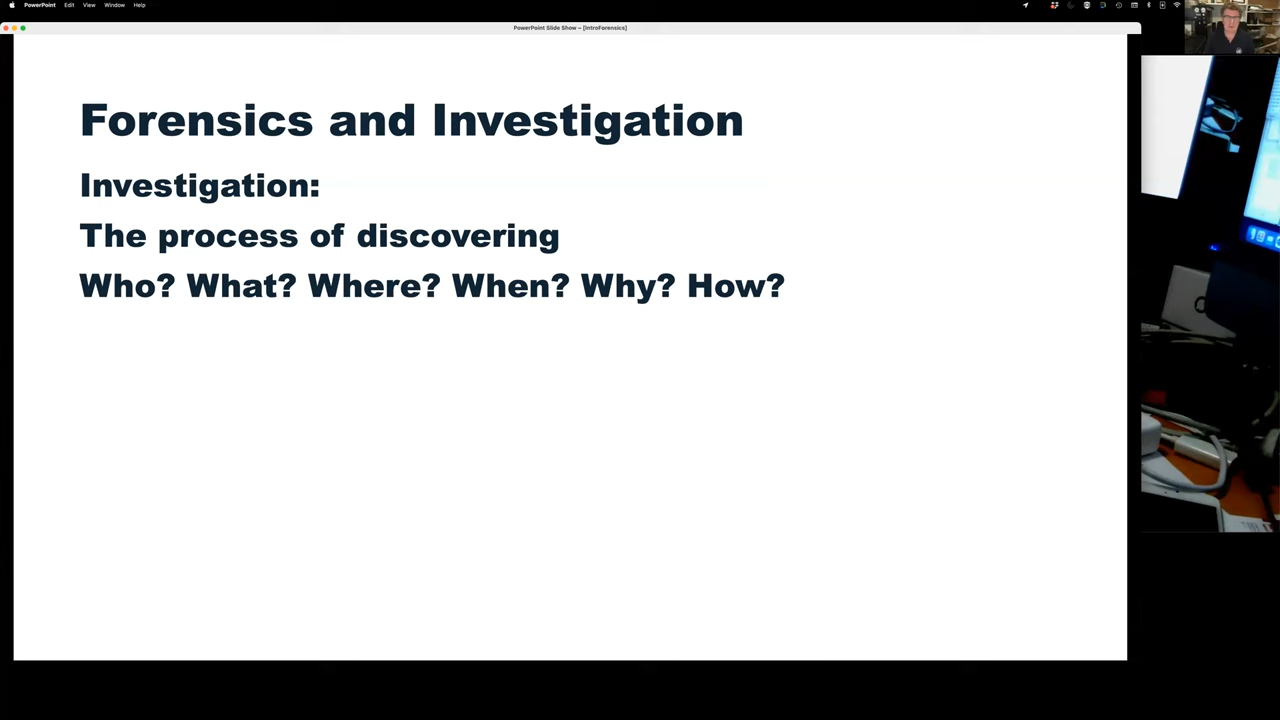 PowerPoint Edit View Window Help
PowerPoint Slide Show – [introForensics]
Forensics and Investigation
Investigation:
The process of discovering
Who? What? Where? When? Why? How?